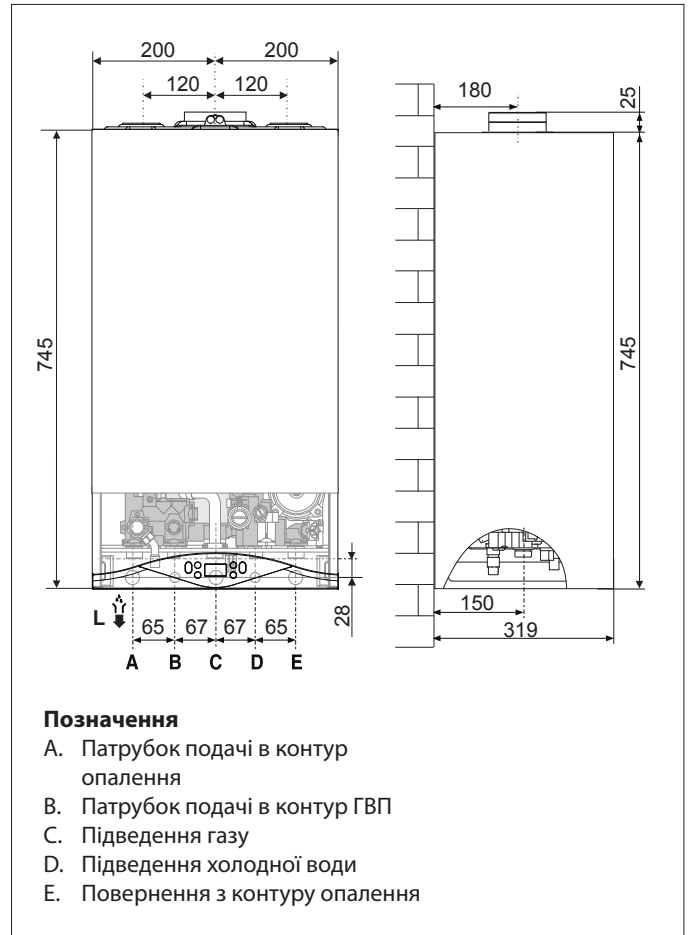 200 200
120 120
180
25
745
745
28
L
65 67 67 65
A B C D E
150
319
Позначення
A. Патрубок подачі в контур
опалення
B. Патрубок подачі в контур ГВП
C. Підведення газу
D. Підведення холодної води
E. Повернення з контуру опалення